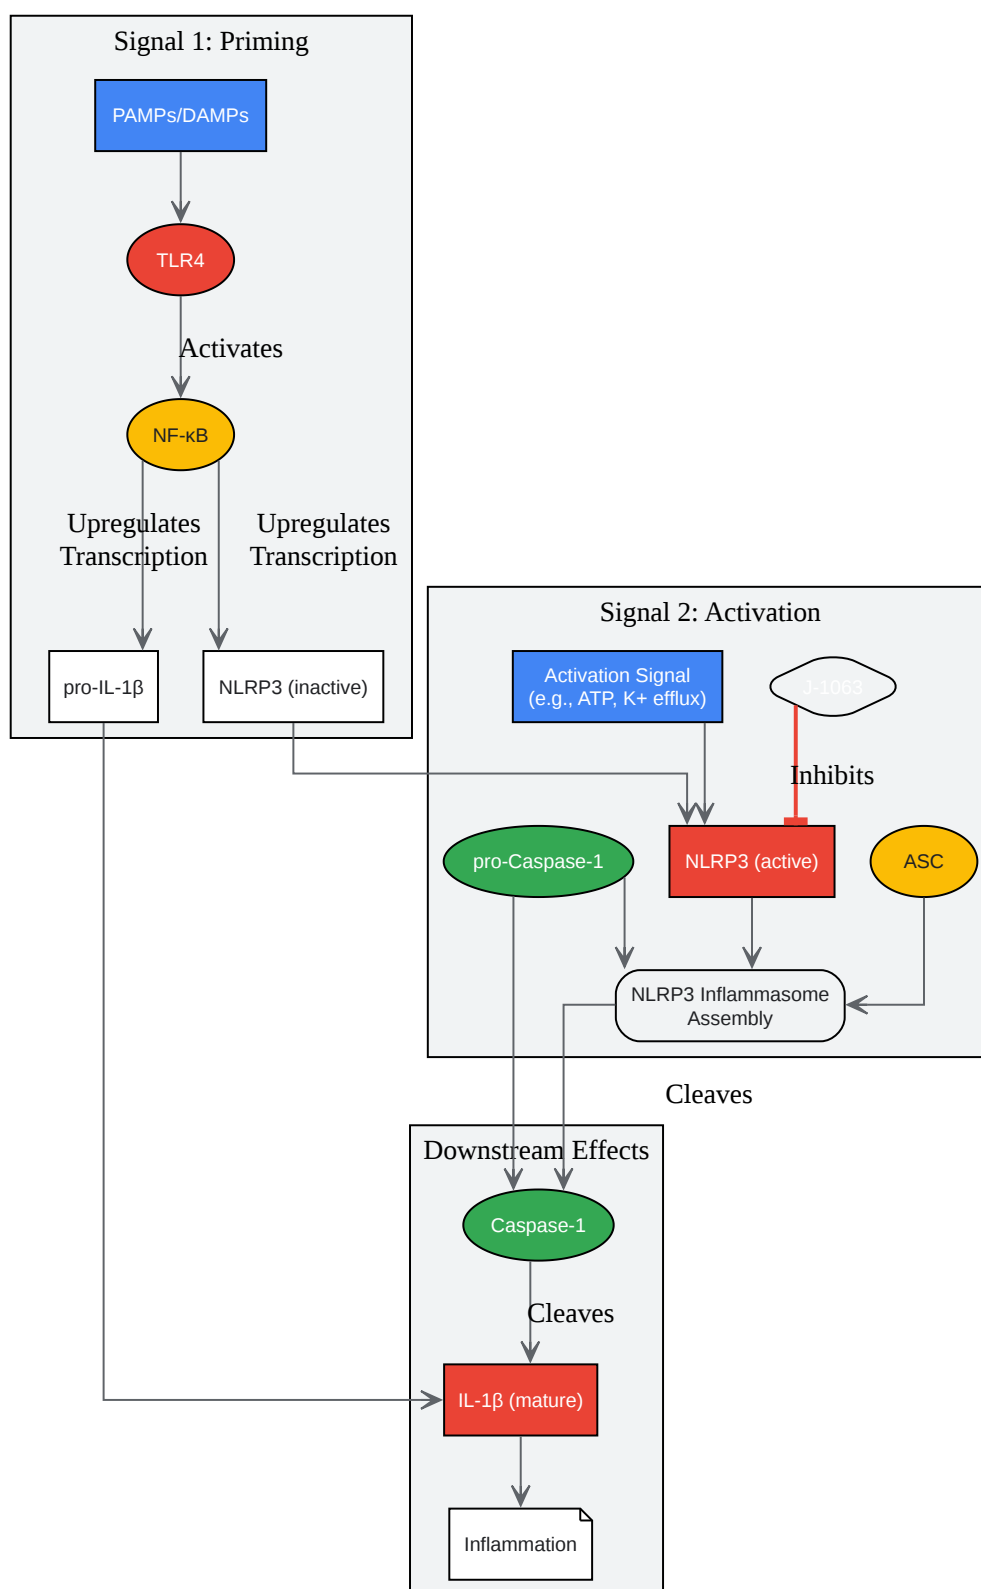 Signal 1: Priming
PAMPs/DAMPs
TLR4
Activates
NF-κB
Upregulates
Transcription
Upregulates
Transcription
pro-IL-1β
NLRP3 (inactive)
Signal 2: Activation
Activation Signal
(e.g., ATP, K+ efflux)
J-1063
Inhibits
pro-Caspase-1
NLRP3 (active)
ASC
NLRP3 Inflammasome
Assembly
Cleaves
Downstream Effects
Caspase-1
Cleaves
IL-1β (mature)
Inflammation